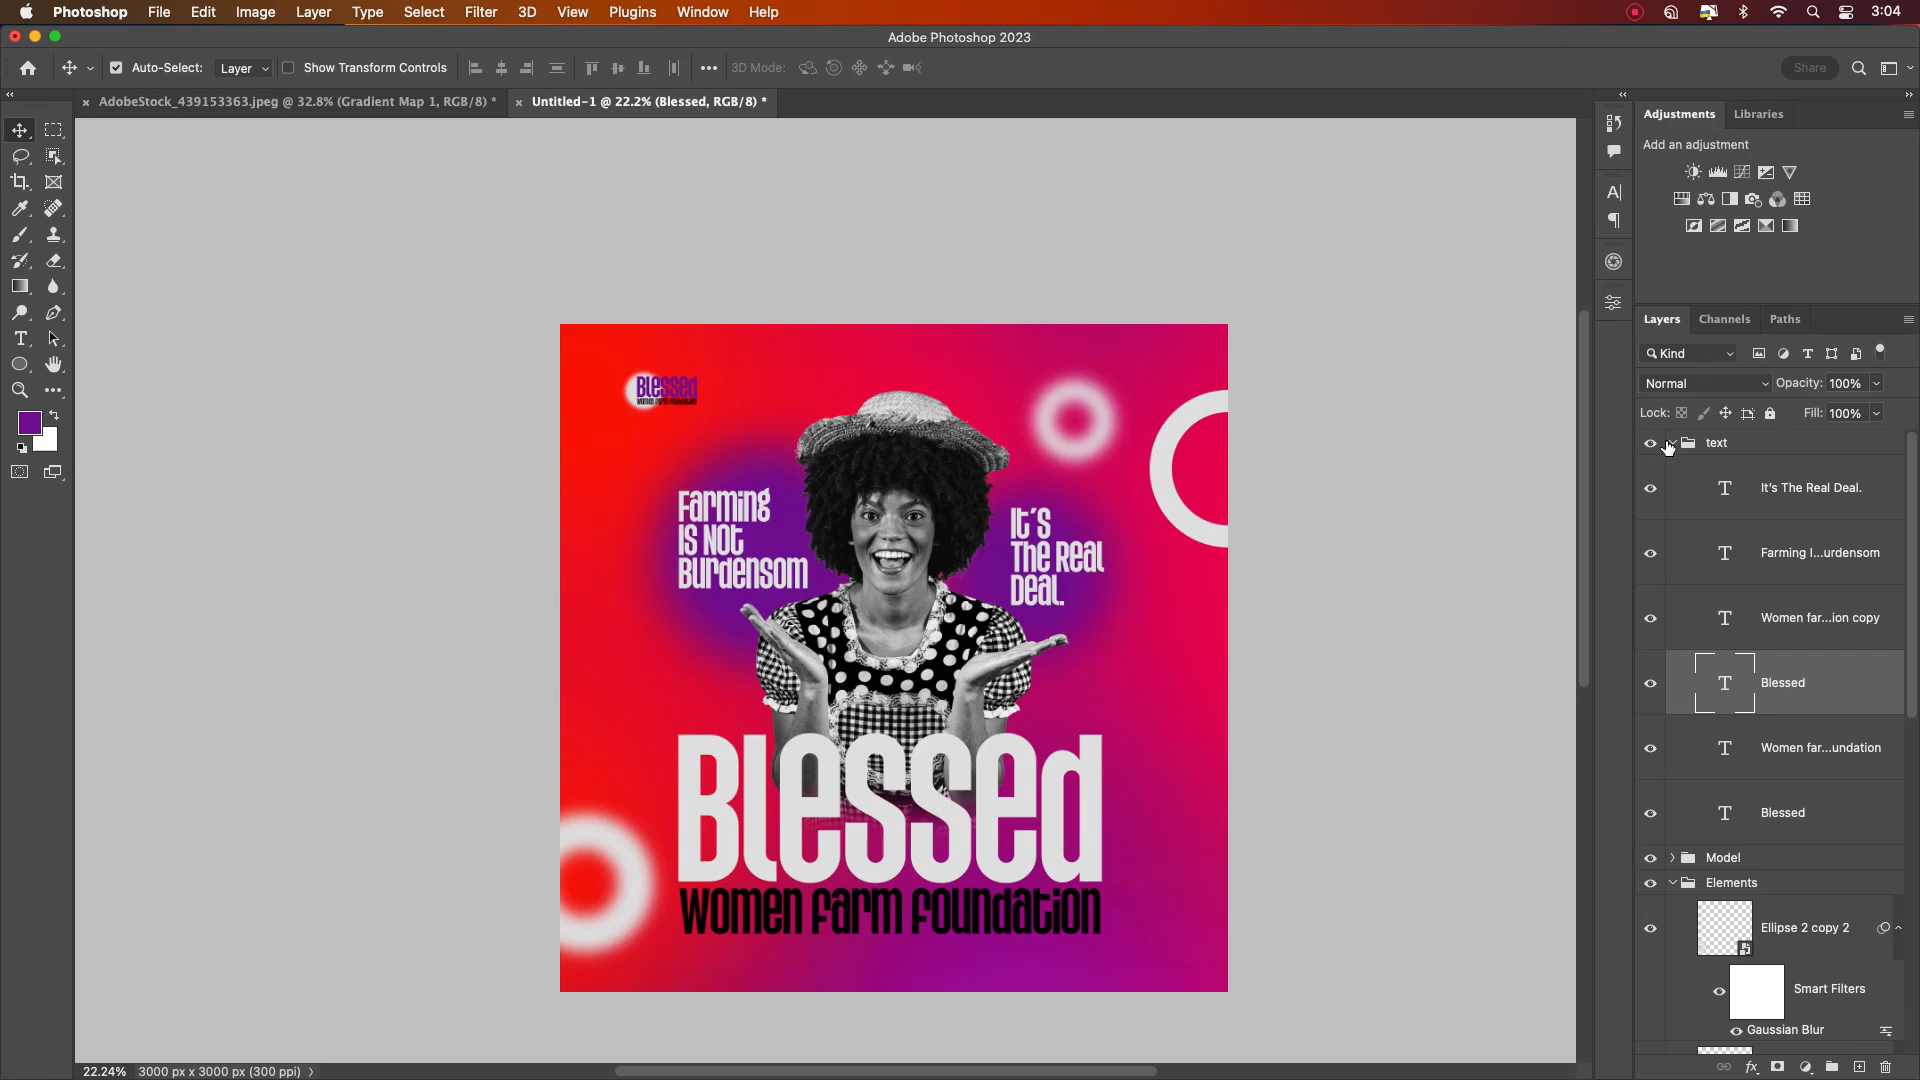 Photoshop File Edit Image Layer Type Select Filter 3D View Plugins Window Help 3:04
Adobe Photoshop 2023
Auto-Select: Layer Show Transform Controls 3D Mode: Share
AdobeStock_439153363.jpeg @ 32.8% (Gradient Map 1, RGB/8) *
Untitled-1 @ 22.2% (Blessed, RGB/8) *
Adjustments Libraries
Add an adjustment
Layers Channels Paths
Kind
Normal Opacity: 100%
Lock: Fill: 100%
text
It's The Real Deal.
Farming I...urdensom
Women far...ion copy
Blessed
Women far...undation
Blessed
Model
Elements
Ellipse 2 copy 2
Smart Filters
Gaussian Blur
Blessed
women farm foundation
Farming
Is Not
Burdensom
It's
The Real
Deal.
Blessed
women farm foundation
22.24% 3000 px x 3000 px (300 ppi)